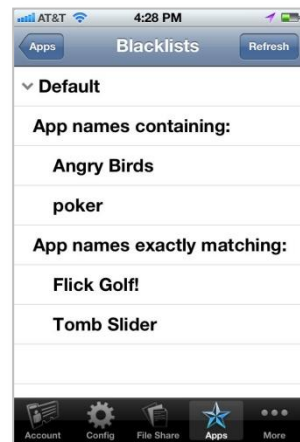 AT&T 4:28 PM
Apps Blacklists Refresh
Default
App names containing:
Angry Birds
poker
App names exactly matching:
Flick Golf!
Tomb Slider
Account Config File Share Apps More